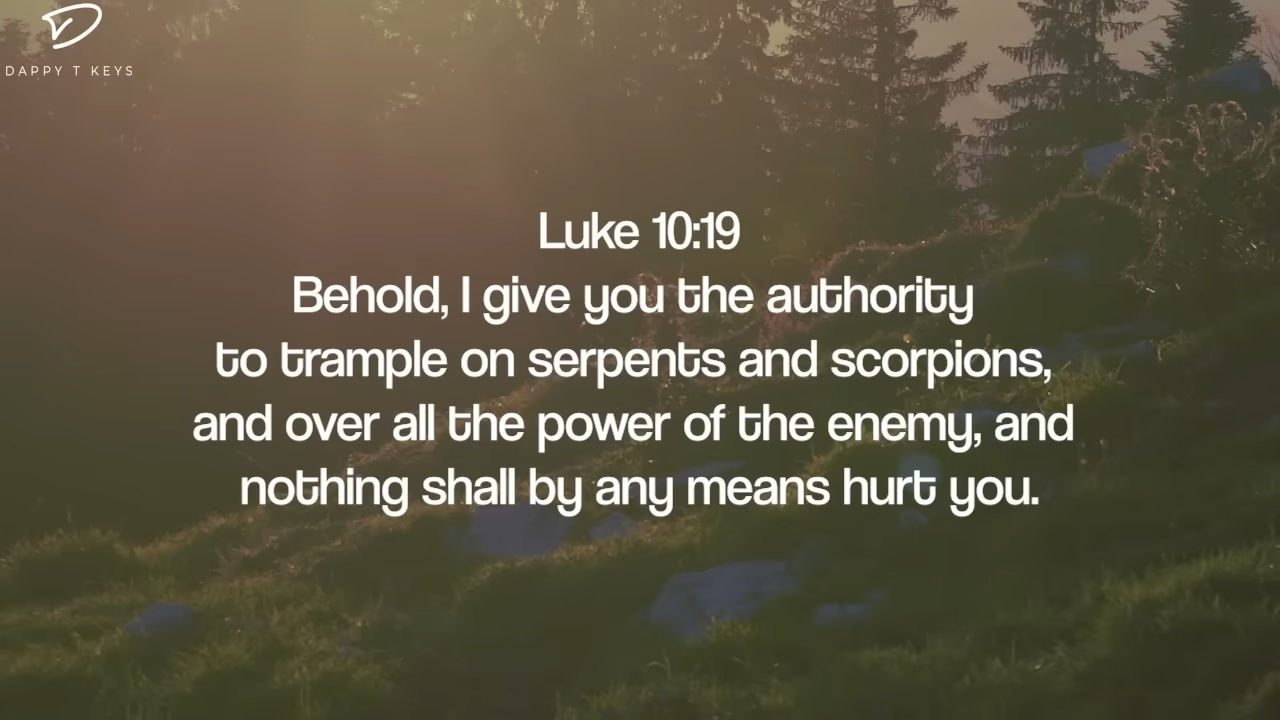 DAPPY T KEYS
Luke 10:19
Behold, I give you the authority
to trample on serpents and scorpions,
and over all the power of the enemy, and
nothing shall by any means hurt you.